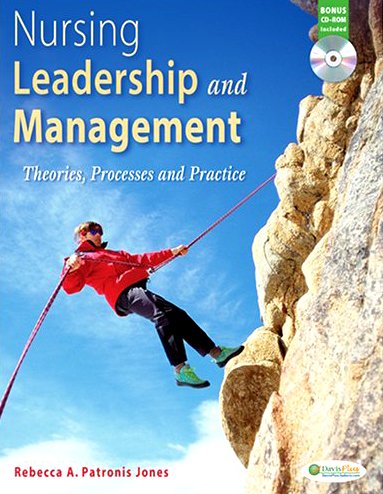 Nursing
BONUS
CD-ROM
Included
Leadership and
Management
Theories, Processes and Practice
Rebecca A. Patronis Jones
DavisPlus